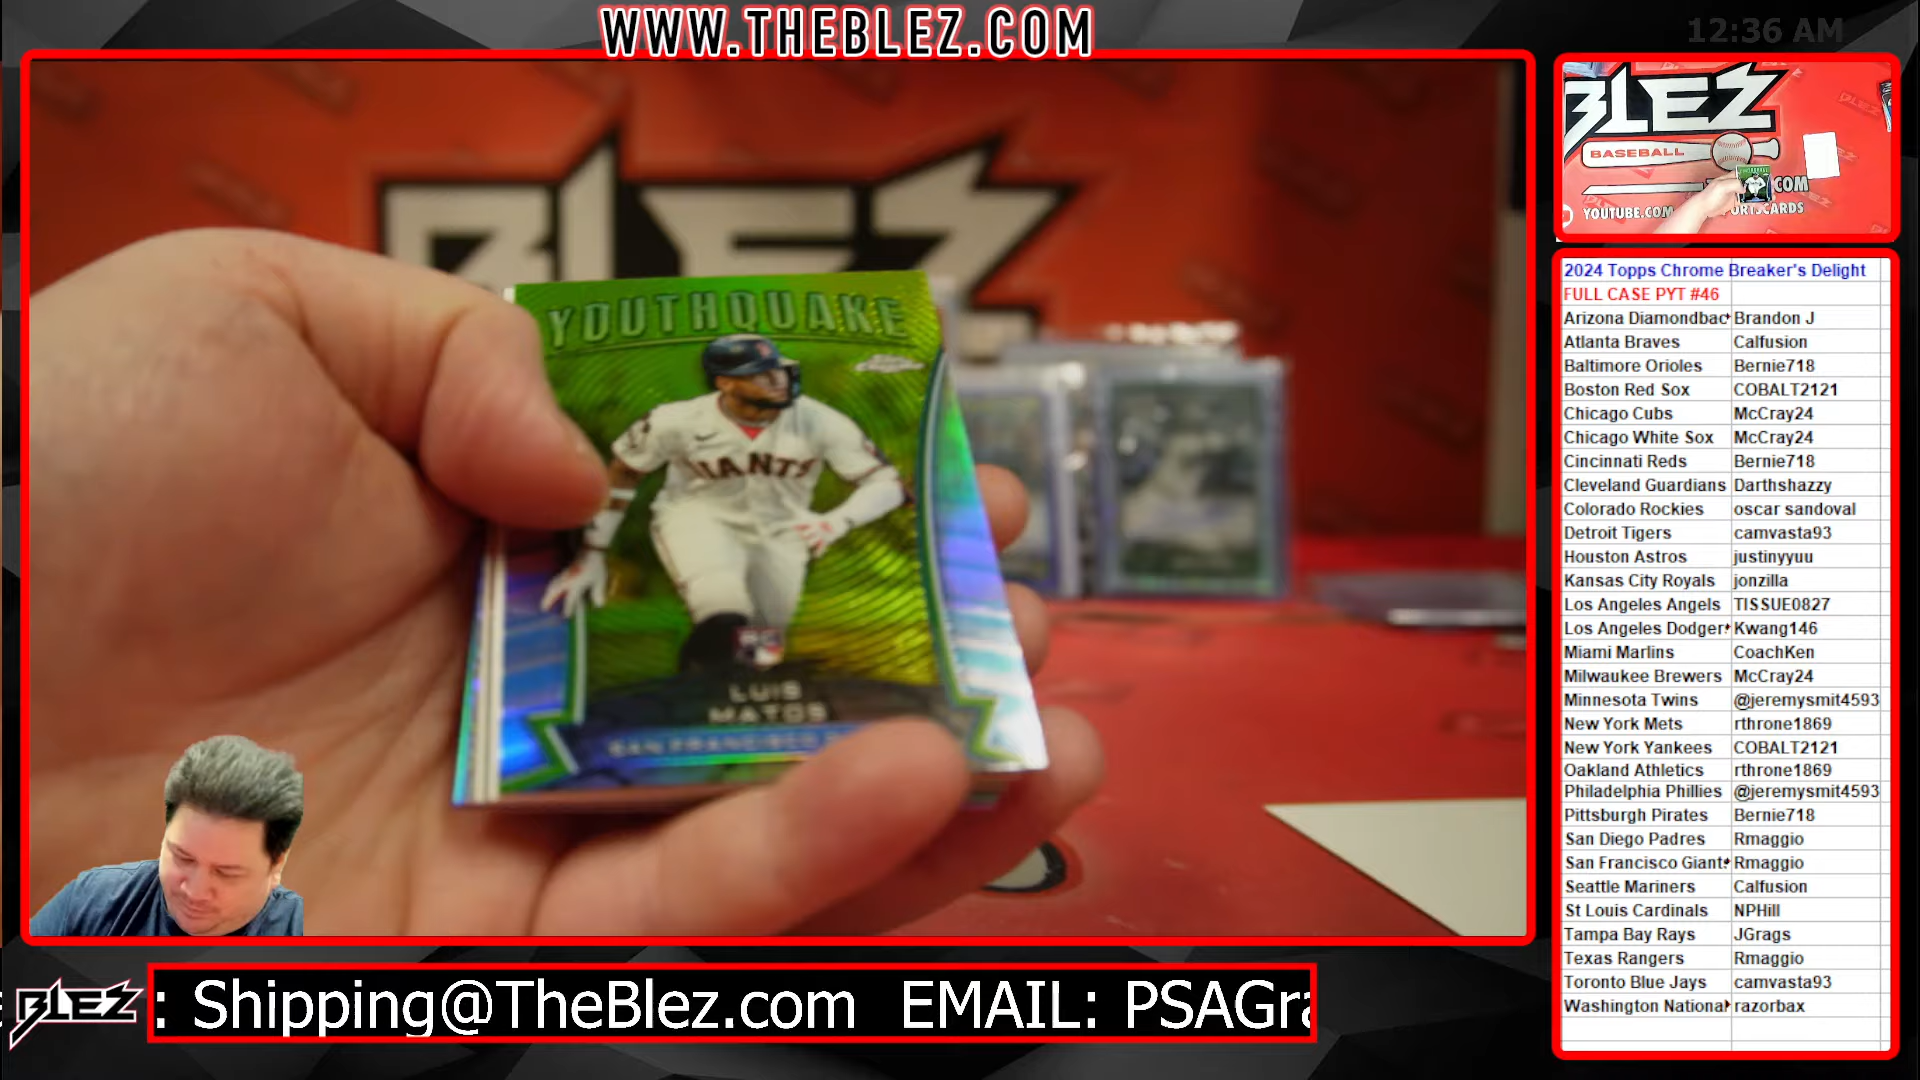 WWW.THEBLEZ.COM
12:36 AM
BLEZ
YOUTHQUAKE
GIANTS
RC
LUIS
MATOS
SAN FRANCISCO
BLEZ
BASEBALL
COM
YOUTUBE.COM
2024 Topps Chrome Breaker's Delight
FULL CASE PYT #46
Arizona Diamondbac Brandon J
Atlanta Braves Calfusion
Baltimore Orioles Bernie718
Boston Red Sox COBALT2121
Chicago Cubs McCray24
Chicago White Sox McCray24
Cincinnati Reds Bernie718
Cleveland Guardians Darthshazzy
Colorado Rockies oscar sandoval
Detroit Tigers camvasta93
Houston Astros justinyyuu
Kansas City Royals jonzilla
Los Angeles Angels TISSUE0827
Los Angeles Dodger Kwang146
Miami Marlins CoachKen
Milwaukee Brewers McCray24
Minnesota Twins @jeremysmit4593
New York Mets rthrone1869
New York Yankees COBALT2121
Oakland Athletics rthrone1869
Philadelphia Phillies @jeremysmit4593
Pittsburgh Pirates Bernie718
San Diego Padres Rmaggio
San Francisco Giant Rmaggio
Seattle Mariners Calfusion
St Louis Cardinals NPHill
Tampa Bay Rays JGrags
Texas Rangers Rmaggio
Toronto Blue Jays camvasta93
Washington National razorbax
BLEZ
: Shipping@TheBlez.com EMAIL: PSAGra